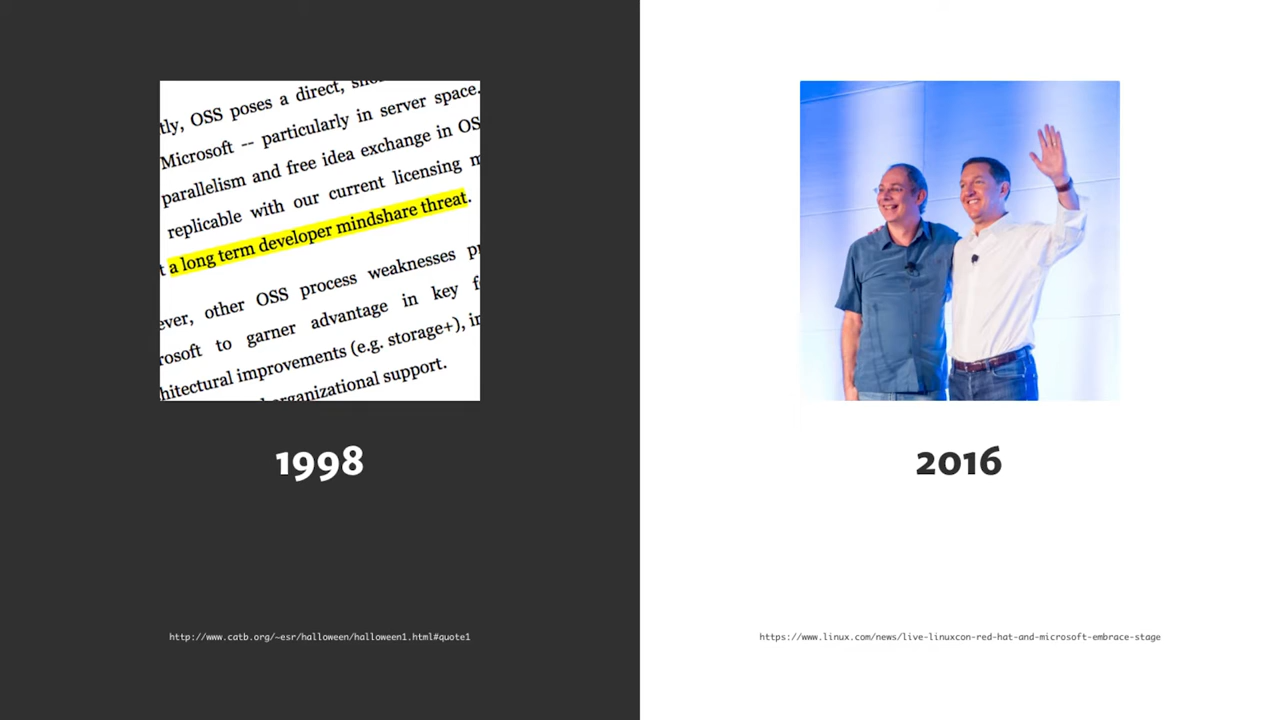 tly, OSS poses a direct,
Microsoft -- particularly in server space.
parallelism and free idea exchange in OS
replicable with our current licensing m
t a long term developer mindshare threat.
ever, other OSS process weaknesses pr
rosoft to garner advantage in key f
hitectural improvements (e.g. storage+), in
organizational support.
1998
http://www.catb.org/~esr/halloween/halloween1.html#quote1
2016
https://www.linux.com/news/live-linuxcon-red-hat-and-microsoft-embrace-stage